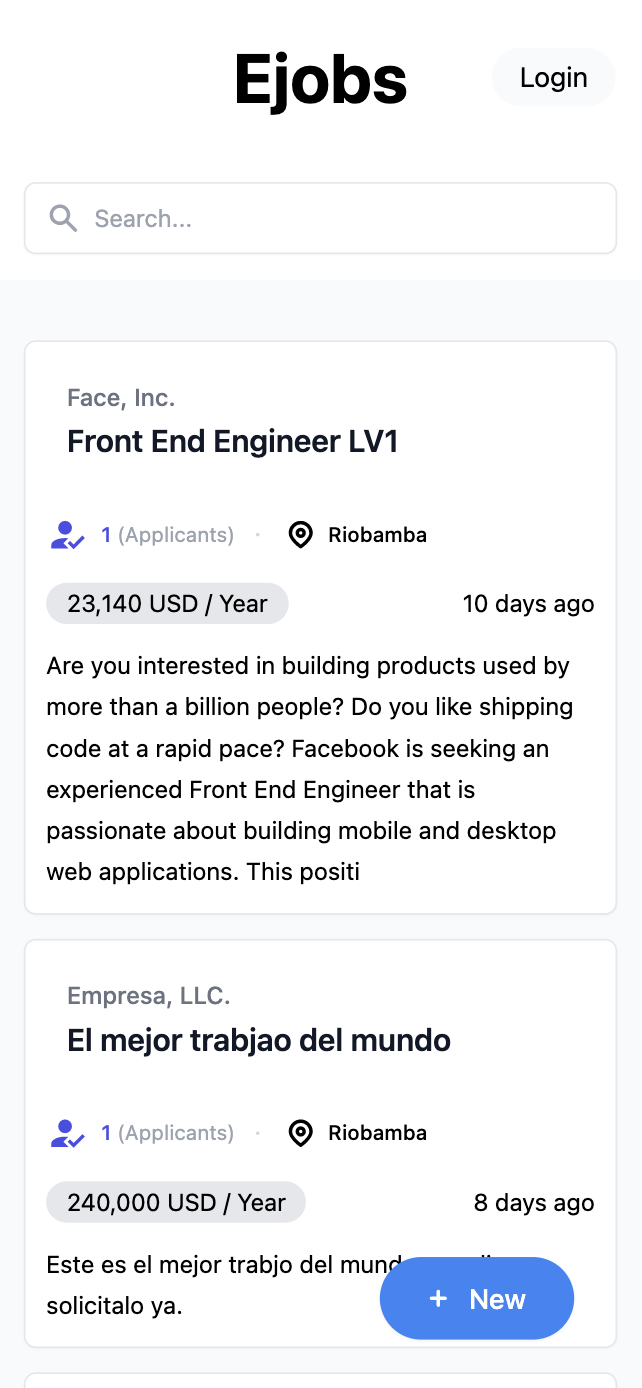 Ejobs
Login
Search...
Face, Inc.
Front End Engineer LV1
1 (Applicants) · Riobamba
23,140 USD / Year 10 days ago
Are you interested in building products used by
more than a billion people? Do you like shipping
code at a rapid pace? Facebook is seeking an
experienced Front End Engineer that is
passionate about building mobile and desktop
web applications. This positi
Empresa, LLC.
El mejor trabjao del mundo
1 (Applicants) · Riobamba
240,000 USD / Year 8 days ago
Este es el mejor trabjo del
solicitalo ya.
+ New